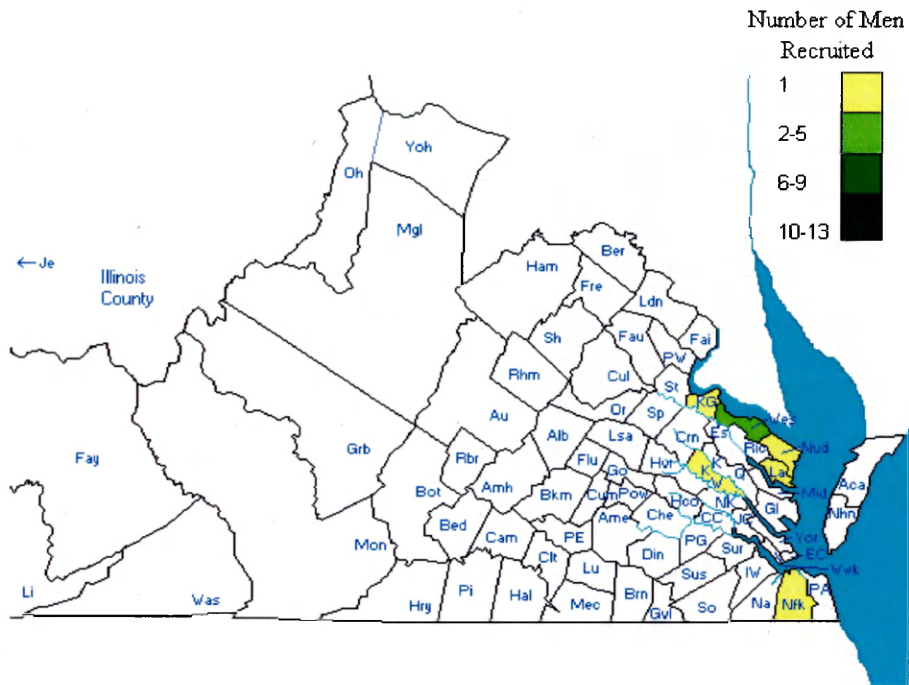 Number of Men
Recruited
1
2-5
6-9
10-13
Yoh
Oh
Mgl
←Je
Illinois
County
Ham
Ber
Fre
Ldn
Sh
Fau
Fai
PW
Rhm
Cul
St
KG
Au
Or
Sp
Wes
Es
Grb
Alb
Lsa
Crn
Ric
Nud
Fay
Rbr
Flu
Hvr
K
K
La
Go
W
Q
Aca
Bot
Amh
Bkm
Cum
Pow
Hco
NK
Mid
Gl
Nhn
Bed
Cam
Ame
Che
CC
JC
Yor
Mon
PE
PG
EC
Clt
Din
Sur
Wwk
Li
Was
Hry
Pi
Hal
Lu
Sus
IW
PA
Mec
Brn
Gvl
So
Na
Nfk